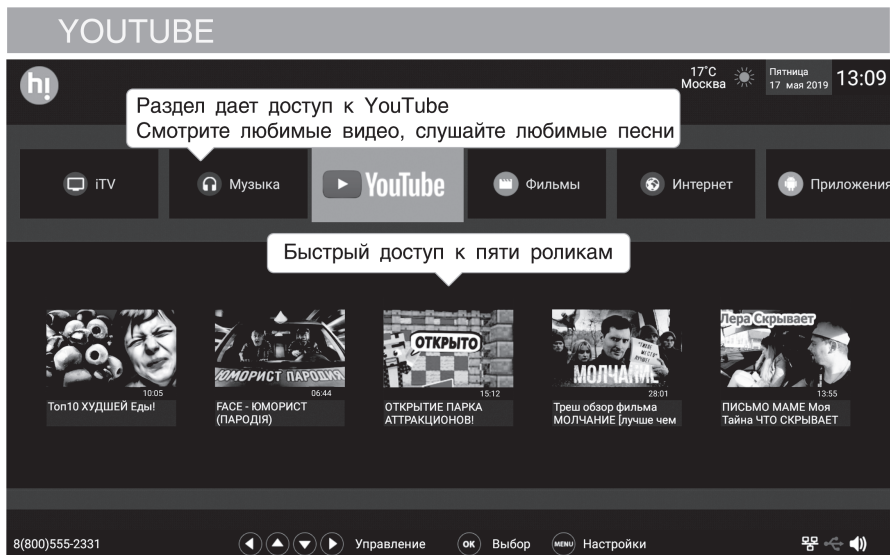 YOUTUBE
hi
17°C
Москва
Пятница
17 мая 2019
13:09
Раздел дает доступ к YouTube
Смотрите любимые видео, слушайте любимые песни
iTV
Музыка
YouTube
Фильмы
Интернет
Приложения
Быстрый доступ к пяти роликам
ЮМОРИСТ ПАРОДИЯ
ОТКРЫТО
МОЛЧАНИЕ
Лера Скрывает
10:05
06:44
15:12
28:01
13:55
Топ10 ХУДШЕЙ Еды!
FACE - ЮМОРИСТ
(ПАРОДІЯ)
ОТКРЫТИЕ ПАРКА
АТТРАКЦИОНОВ!
Треш обзор фильма
МОЛЧАНИЕ [лучше чем
ПИСЬМО МАМЕ Моя
Тайна ЧТО СКРЫВАЕТ
8(800)555-2331
Управление
OK
Выбор
MENU
Настройки